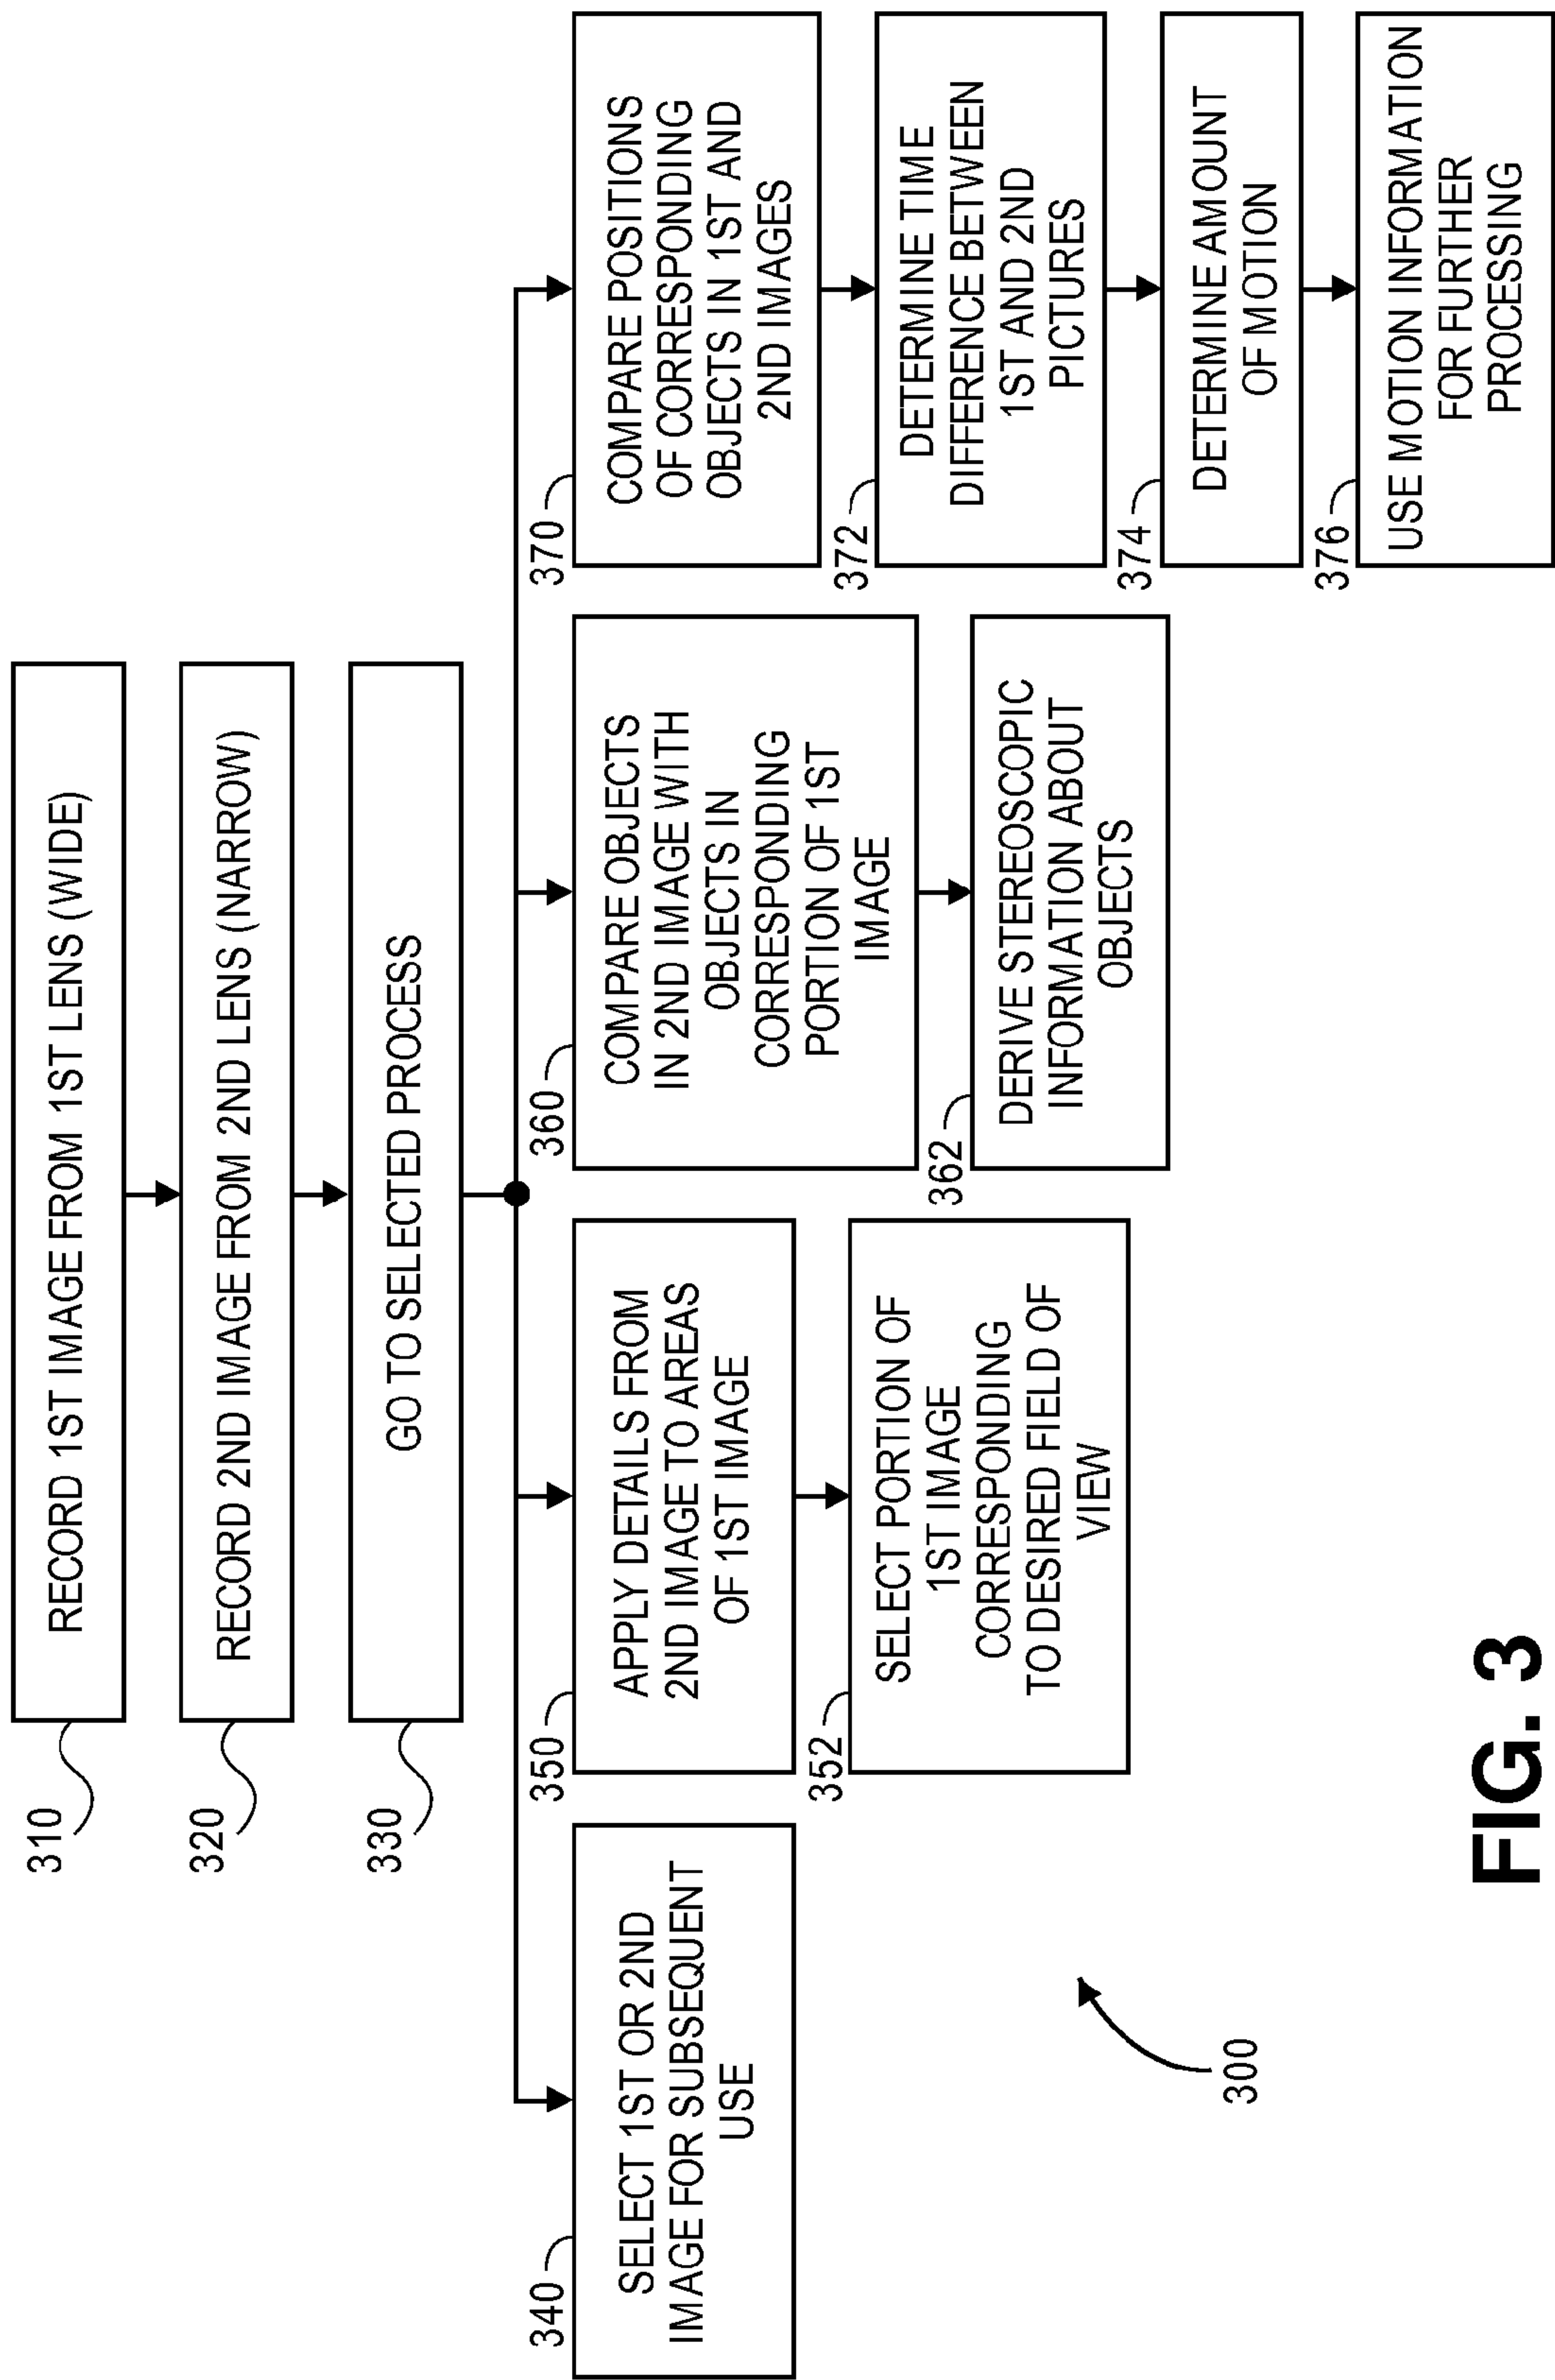 310
RECORD 1ST IMAGE FROM 1ST LENS (WIDE)
320
RECORD 2ND IMAGE FROM 2ND LENS (NARROW)
330
GO TO SELECTED PROCESS
340
SELECT 1ST OR 2ND
IMAGE FOR SUBSEQUENT
USE
350
APPLY DETAILS FROM
2ND IMAGE TO AREAS
OF 1ST IMAGE
352
SELECT PORTION OF
1ST IMAGE
CORRESPONDING
TO DESIRED FIELD OF
VIEW
360
COMPARE OBJECTS
IN 2ND IMAGE WITH
OBJECTS IN
CORRESPONDING
PORTION OF 1ST
IMAGE
362
DERIVE STEREOSCOPIC
INFORMATION ABOUT
OBJECTS
370
COMPARE POSITIONS
OF CORRESPONDING
OBJECTS IN 1ST AND
2ND IMAGES
372
DETERMINE TIME
DIFFERENCE BETWEEN
1ST AND 2ND
PICTURES
374
DETERMINE AMOUNT
OF MOTION
376
USE MOTION INFORMATION
FOR FURTHER
PROCESSING
300
FIG. 3